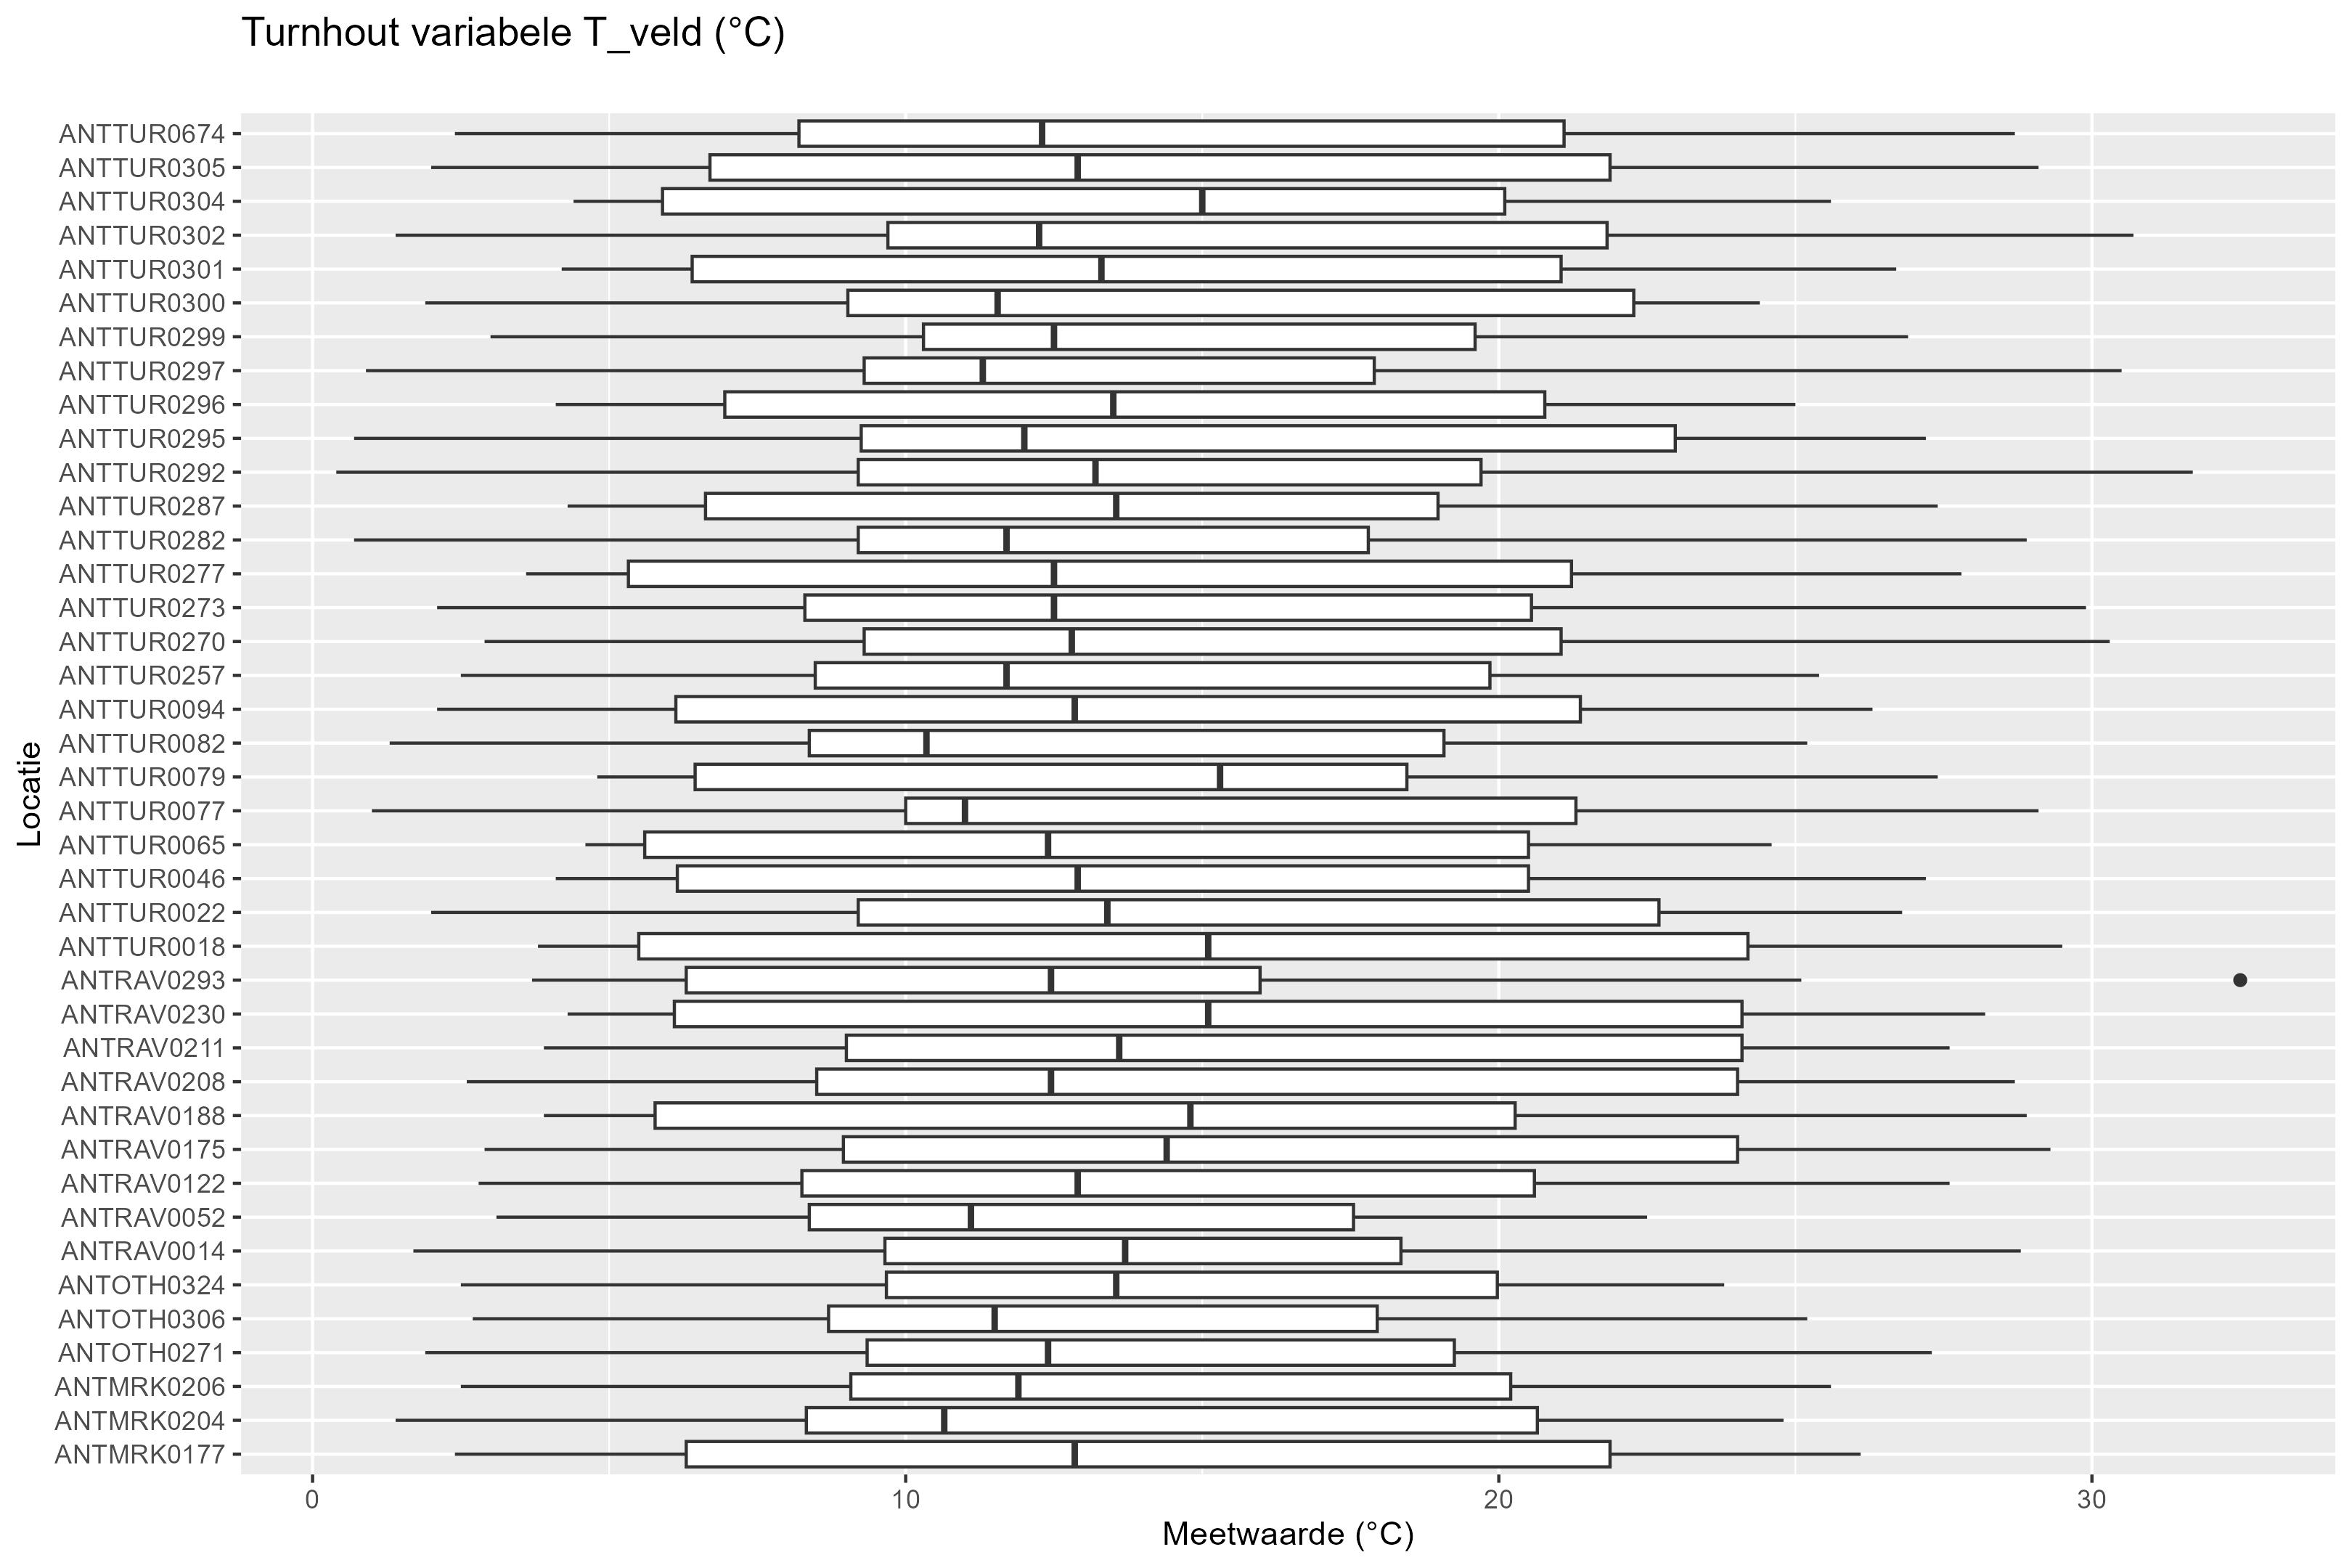 Turnhout variabele T_veld (°C)
Locatie
ANTTUR0674
ANTTUR0305
ANTTUR0304
ANTTUR0302
ANTTUR0301
ANTTUR0300
ANTTUR0299
ANTTUR0297
ANTTUR0296
ANTTUR0295
ANTTUR0292
ANTTUR0287
ANTTUR0282
ANTTUR0277
ANTTUR0273
ANTTUR0270
ANTTUR0257
ANTTUR0094
ANTTUR0082
ANTTUR0079
ANTTUR0077
ANTTUR0065
ANTTUR0046
ANTTUR0022
ANTTUR0018
ANTRAV0293
ANTRAV0230
ANTRAV0211
ANTRAV0208
ANTRAV0188
ANTRAV0175
ANTRAV0122
ANTRAV0052
ANTRAV0014
ANTOTH0324
ANTOTH0306
ANTOTH0271
ANTMRK0206
ANTMRK0204
ANTMRK0177
0 10 20 30
Meetwaarde (°C)